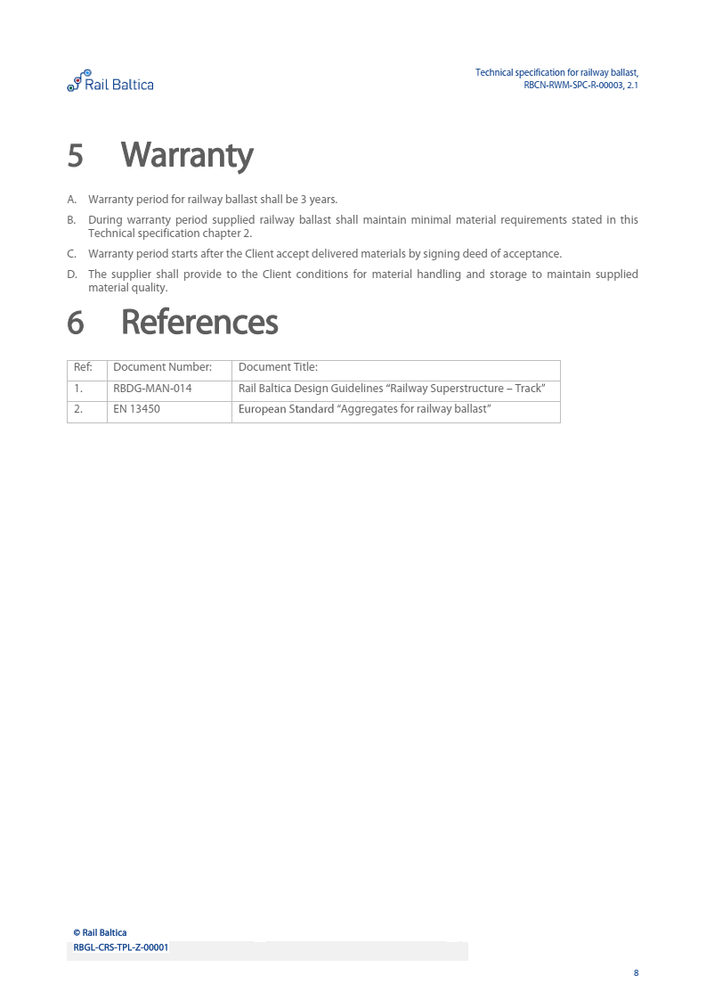 Rail Baltica
Technical specification for railway ballast,
RBCN-RWM-SPC-R-00003, 2.1
5 Warranty
A. Warranty period for railway ballast shall be 3 years.
B. During warranty period supplied railway ballast shall maintain minimal material requirements stated in this
Technical specification chapter 2.
C. Warranty period starts after the Client accept delivered materials by signing deed of acceptance.
D. The supplier shall provide to the Client conditions for material handling and storage to maintain supplied
material quality.
6 References
Ref: Document Number: Document Title:
1. RBDG-MAN-014 Rail Baltica Design Guidelines “Railway Superstructure – Track”
2. EN 13450 European Standard “Aggregates for railway ballast”
© Rail Baltica
RBGL-CRS-TPL-Z-00001
8